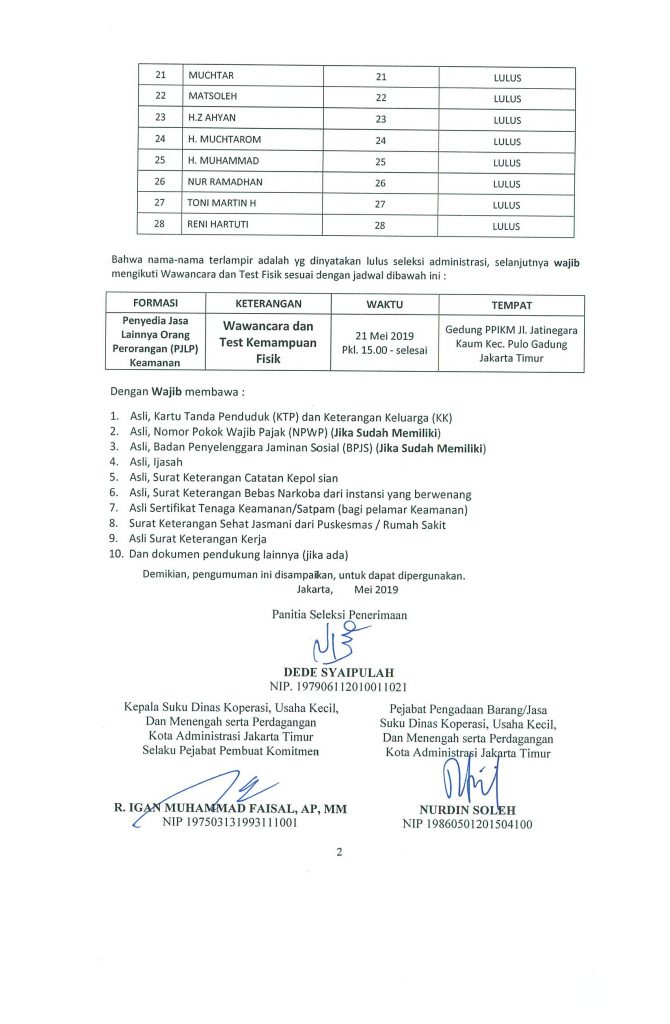 21 MUCHTAR 21 LULUS
22 MATSOLEH 22 LULUS
23 H.Z AHYAN 23 LULUS
24 H. MUCHTAROM 24 LULUS
25 H. MUHAMMAD 25 LULUS
26 NUR RAMADHAN 26 LULUS
27 TONI MARTIN H 27 LULUS
28 RENI HARTUTI 28 LULUS
Bahwa nama-nama terlampir adalah yg dinyatakan lulus seleksi administrasi, selanjutnya wajib
mengikuti Wawancara dan Test Fisik sesuai dengan jadwal dibawah ini :
FORMASI KETERANGAN WAKTU TEMPAT
Penyedia Jasa
Lainnya Orang
Perorangan (PJLP)
Keamanan
Wawancara dan
Test Kemampuan
Fisik
21 Mei 2019
Pkl. 15.00 - selesai
Gedung PPIKM Jl. Jatinegara
Kaum Kec. Pulo Gadung
Jakarta Timur
Dengan Wajib membawa :
1. Asli, Kartu Tanda Penduduk (KTP) dan Keterangan Keluarga (KK)
2. Asli, Nomor Pokok Wajib Pajak (NPWP) (Jika Sudah Memiliki)
3. Asli, Badan Penyelenggara Jaminan Sosial (BPJS) (Jika Sudah Memiliki)
4. Asli, Ijasah
5. Asli, Surat Keterangan Catatan Kepol sian
6. Asli, Surat Keterangan Bebas Narkoba dari instansi yang berwenang
7. Asli Sertifikat Tenaga Keamanan/Satpam (bagi pelamar Keamanan)
8. Surat Keterangan Sehat Jasmani dari Puskesmas / Rumah Sakit
9. Asli Surat Keterangan Kerja
10. Dan dokumen pendukung lainnya (jika ada)
Demikian, pengumuman ini disampaikan, untuk dapat dipergunakan.
Jakarta, Mei 2019
Panitia Seleksi Penerimaan
DEDE SYAIPULAH
NIP. 197906112010011021
Kepala Suku Dinas Koperasi, Usaha Kecil,
Dan Menengah serta Perdagangan
Kota Administrasi Jakarta Timur
Selaku Pejabat Pembuat Komitmen
R. IGAN MUHAMMAD FAISAL, AP, MM
NIP 197503131993111001
Pejabat Pengadaan Barang/Jasa
Suku Dinas Koperasi, Usaha Kecil,
Dan Menengah serta Perdagangan
Kota Administrasi Jakarta Timur
NURDIN SOLEH
NIP 19860501201504100
2